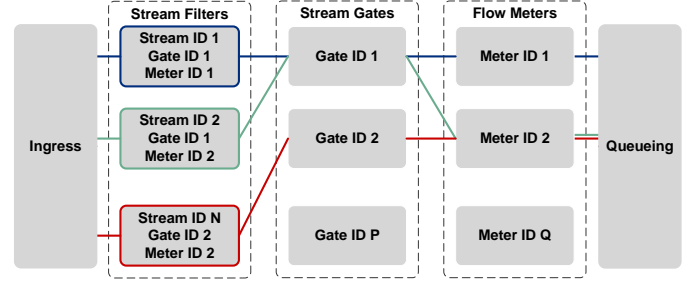 Stream Filters
Stream Gates
Flow Meters
Ingress
Stream ID 1
Gate ID 1
Meter ID 1
Gate ID 1
Meter ID 1
Stream ID 2
Gate ID 1
Meter ID 2
Gate ID 2
Meter ID 2
Queueing
Stream ID N
Gate ID 2
Meter ID 2
Gate ID P
Meter ID Q